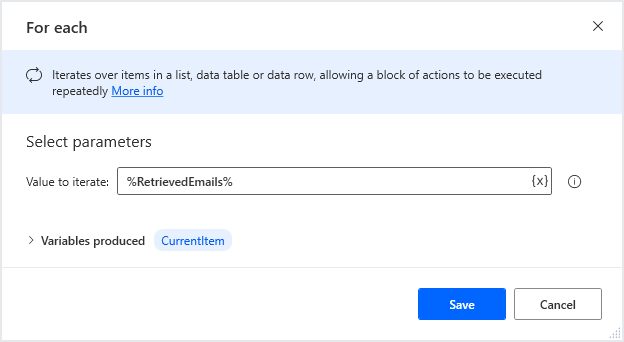 For each
Iterates over items in a list, data table or data row, allowing a block of actions to be executed
repeatedly More info
Select parameters
Value to iterate: %RetrievedEmails% {x}
Variables produced CurrentItem
Save Cancel